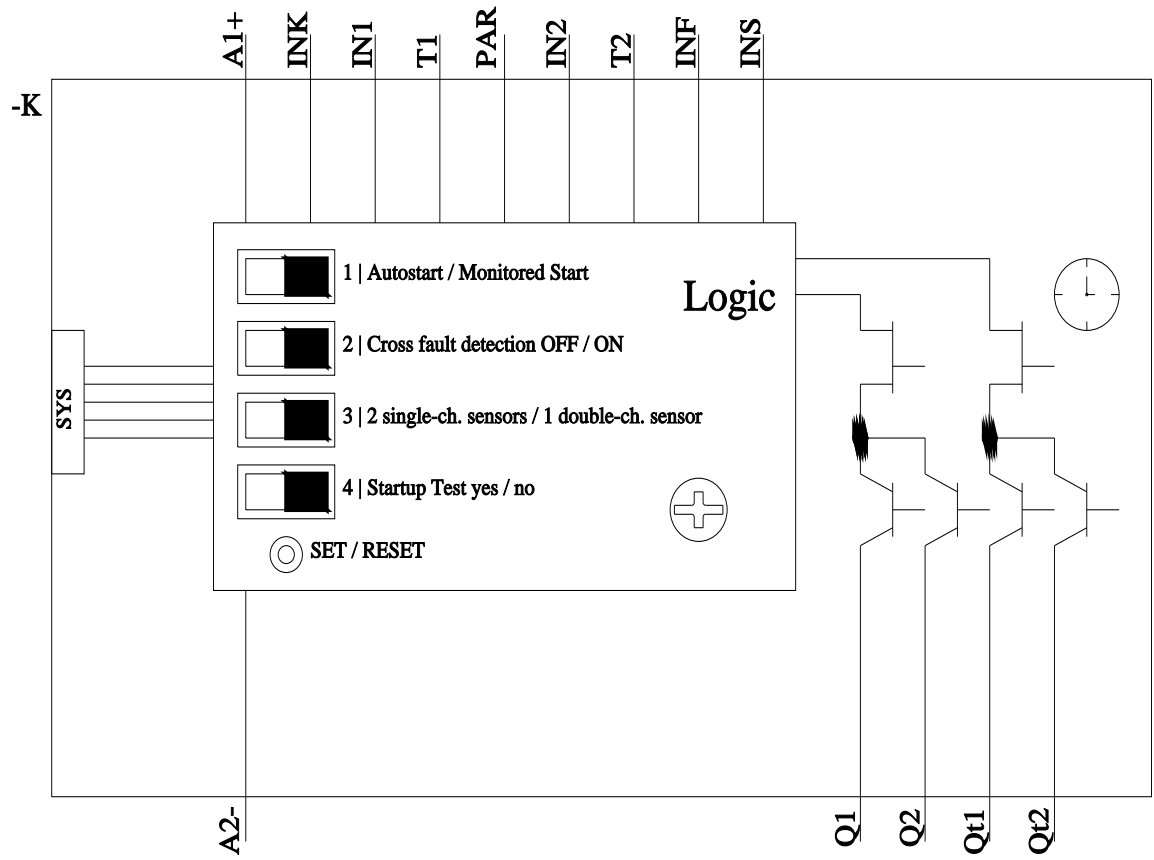 A1+
INK
IN1
T1
PAR
IN2
T2
INF
INS
-K
1 | Autostart / Monitored Start
Logic
2 | Cross fault detection OFF / ON
SYS
3 | 2 single-ch. sensors / 1 double-ch. sensor
4 | Startup Test yes / no
SET / RESET
A2-
Q1
Q2
Qt1
Qt2